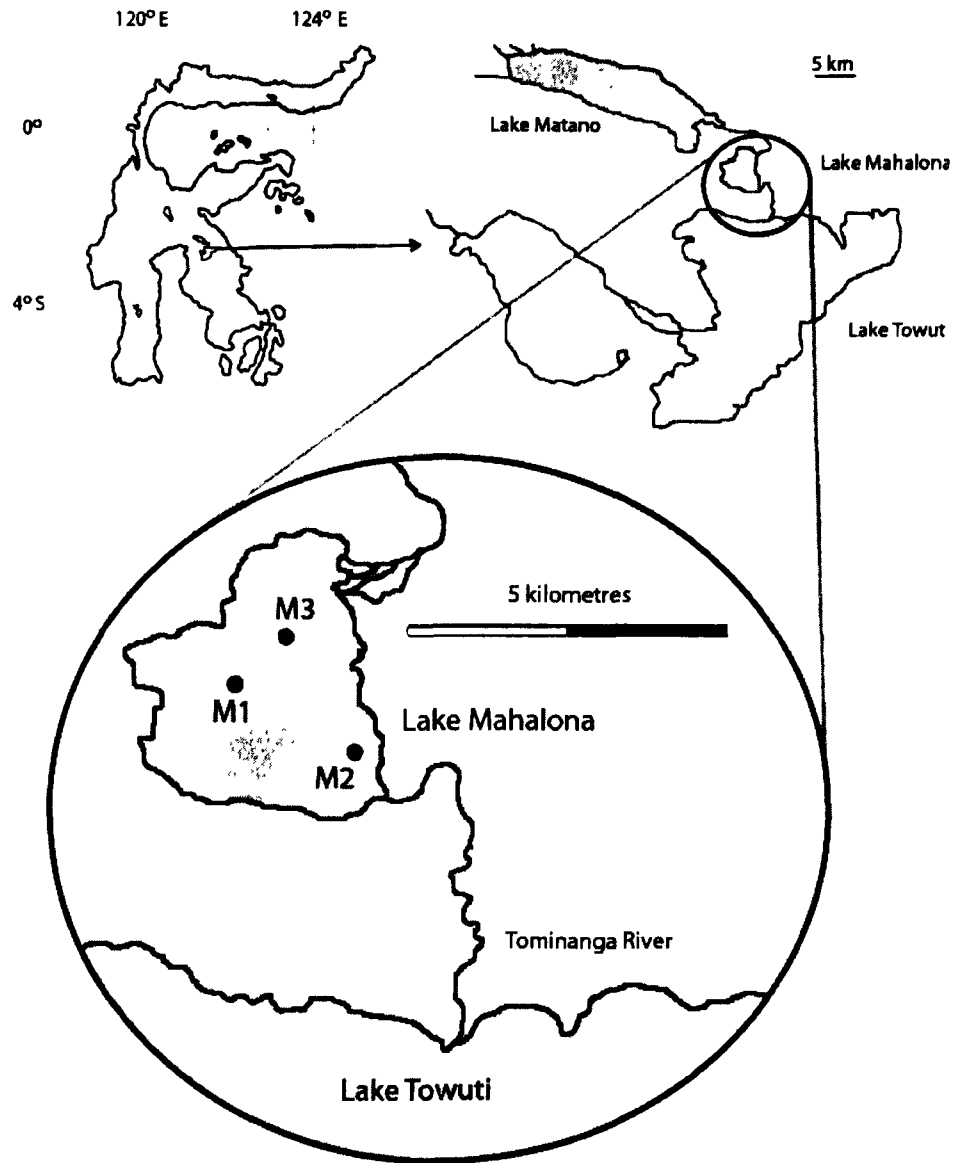 120° E
124° E
0°
4° S
5 km
Lake Matano
Lake Mahalona
Lake Towut
5 kilometres
M3
M1
M2
Lake Mahalona
Tominanga River
Lake Towuti